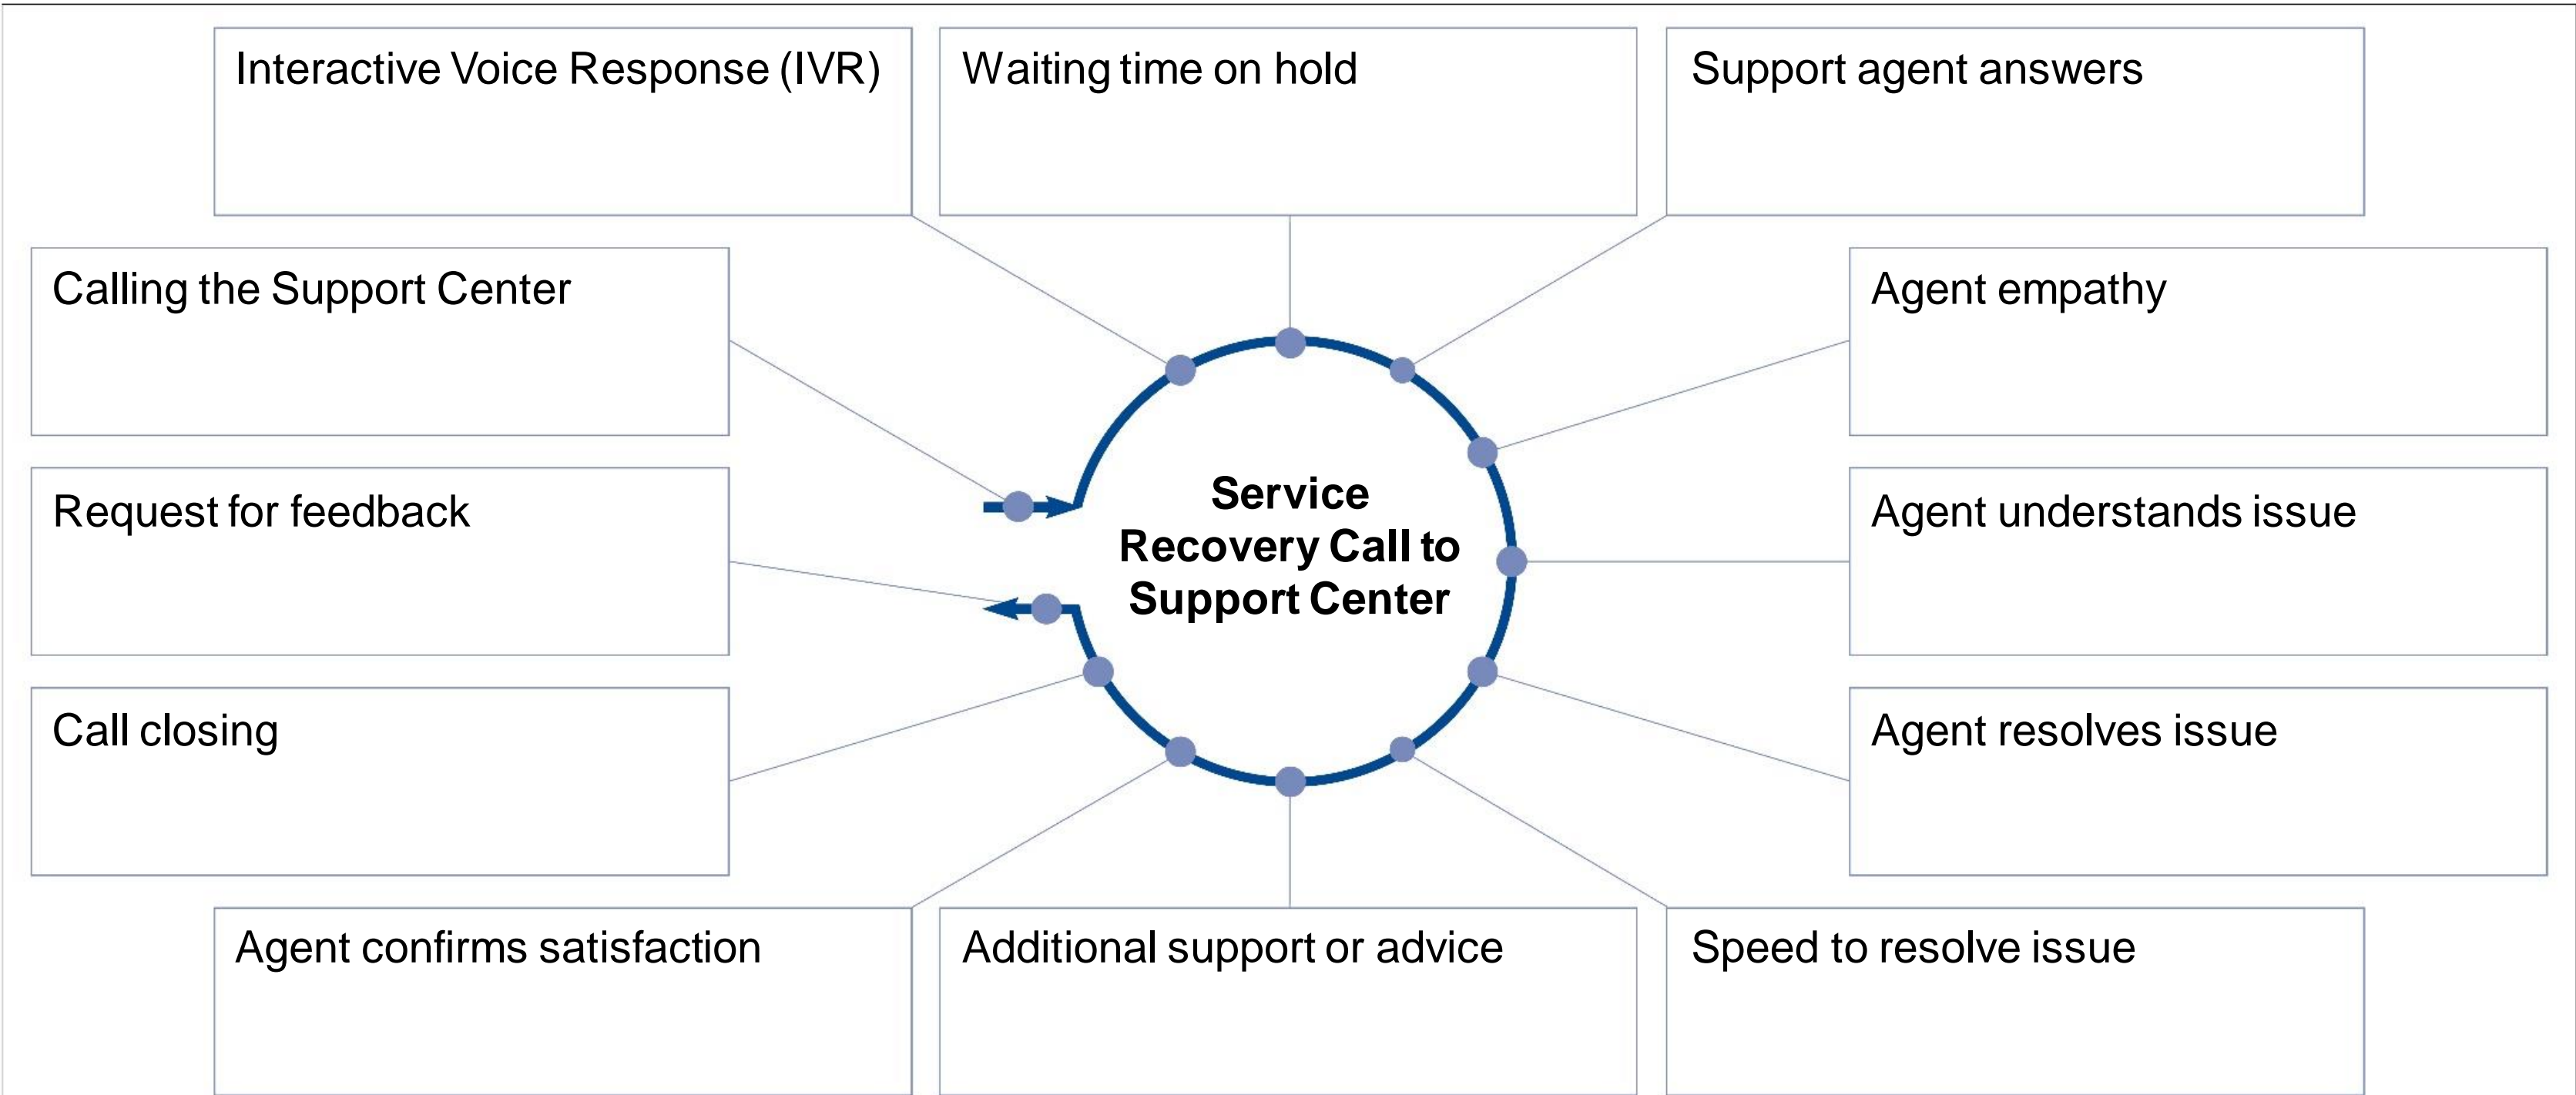 Interactive Voice Response (IVR)
Waiting time on hold
Support agent answers
Calling the Support Center
Agent empathy
Request for feedback
Service
Recovery Call to
Support Center
Agent understands issue
Call closing
Agent resolves issue
Agent confirms satisfaction
Additional support or advice
Speed to resolve issue